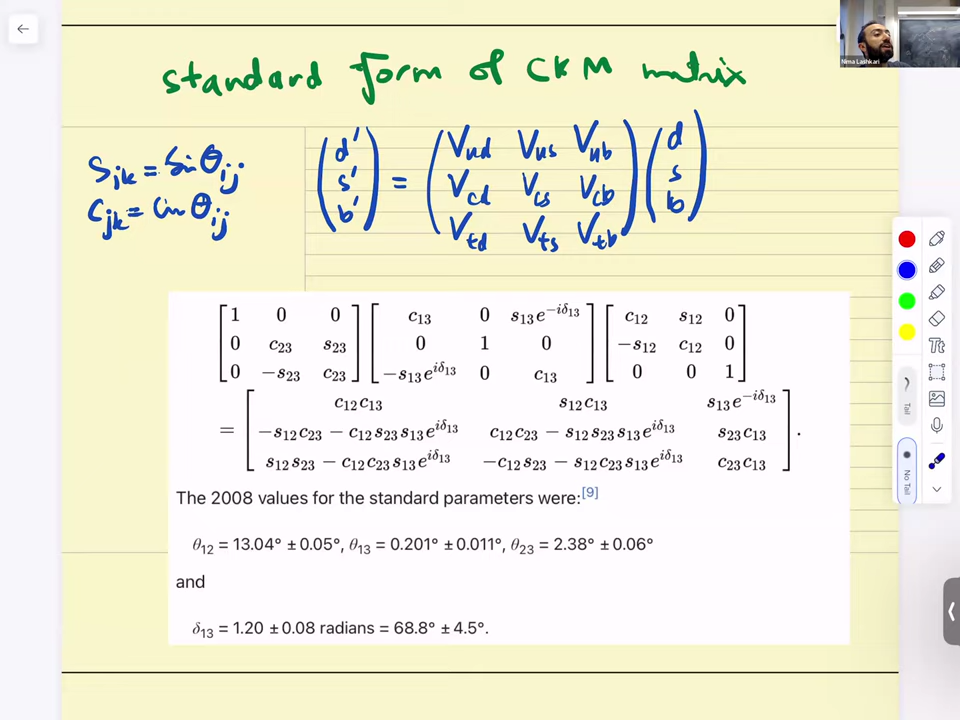 standard form of CKM matrix
Nima Lashkari
S_jk = Sin θ_ij
C_jk = Cos θ_ij
(d' s' b') = (V_ud V_us V_ub
V_cd V_cs V_cb
V_td V_ts V_tb) (d s b)
[1 0 0] [c13 0 s13e^−iδ13] [c12 s12 0]
[0 c23 s23] [0 1 0] [−s12 c12 0]
[0 −s23 c23] [−s13e^iδ13 0 c13] [0 0 1]
= [c12c13 s12c13 s13e^−iδ13]
[−s12c23 − c12s23s13e^iδ13 c12c23 − s12s23s13e^iδ13 s23c13]
[s12s23 − c12c23s13e^iδ13 −c12s23 − s12c23s13e^iδ13 c23c13] .
The 2008 values for the standard parameters were:[9]
θ12 = 13.04° ± 0.05°, θ13 = 0.201° ± 0.011°, θ23 = 2.38° ± 0.06°
and
δ13 = 1.20 ± 0.08 radians = 68.8° ± 4.5°.
Tt
Tail
No Tail